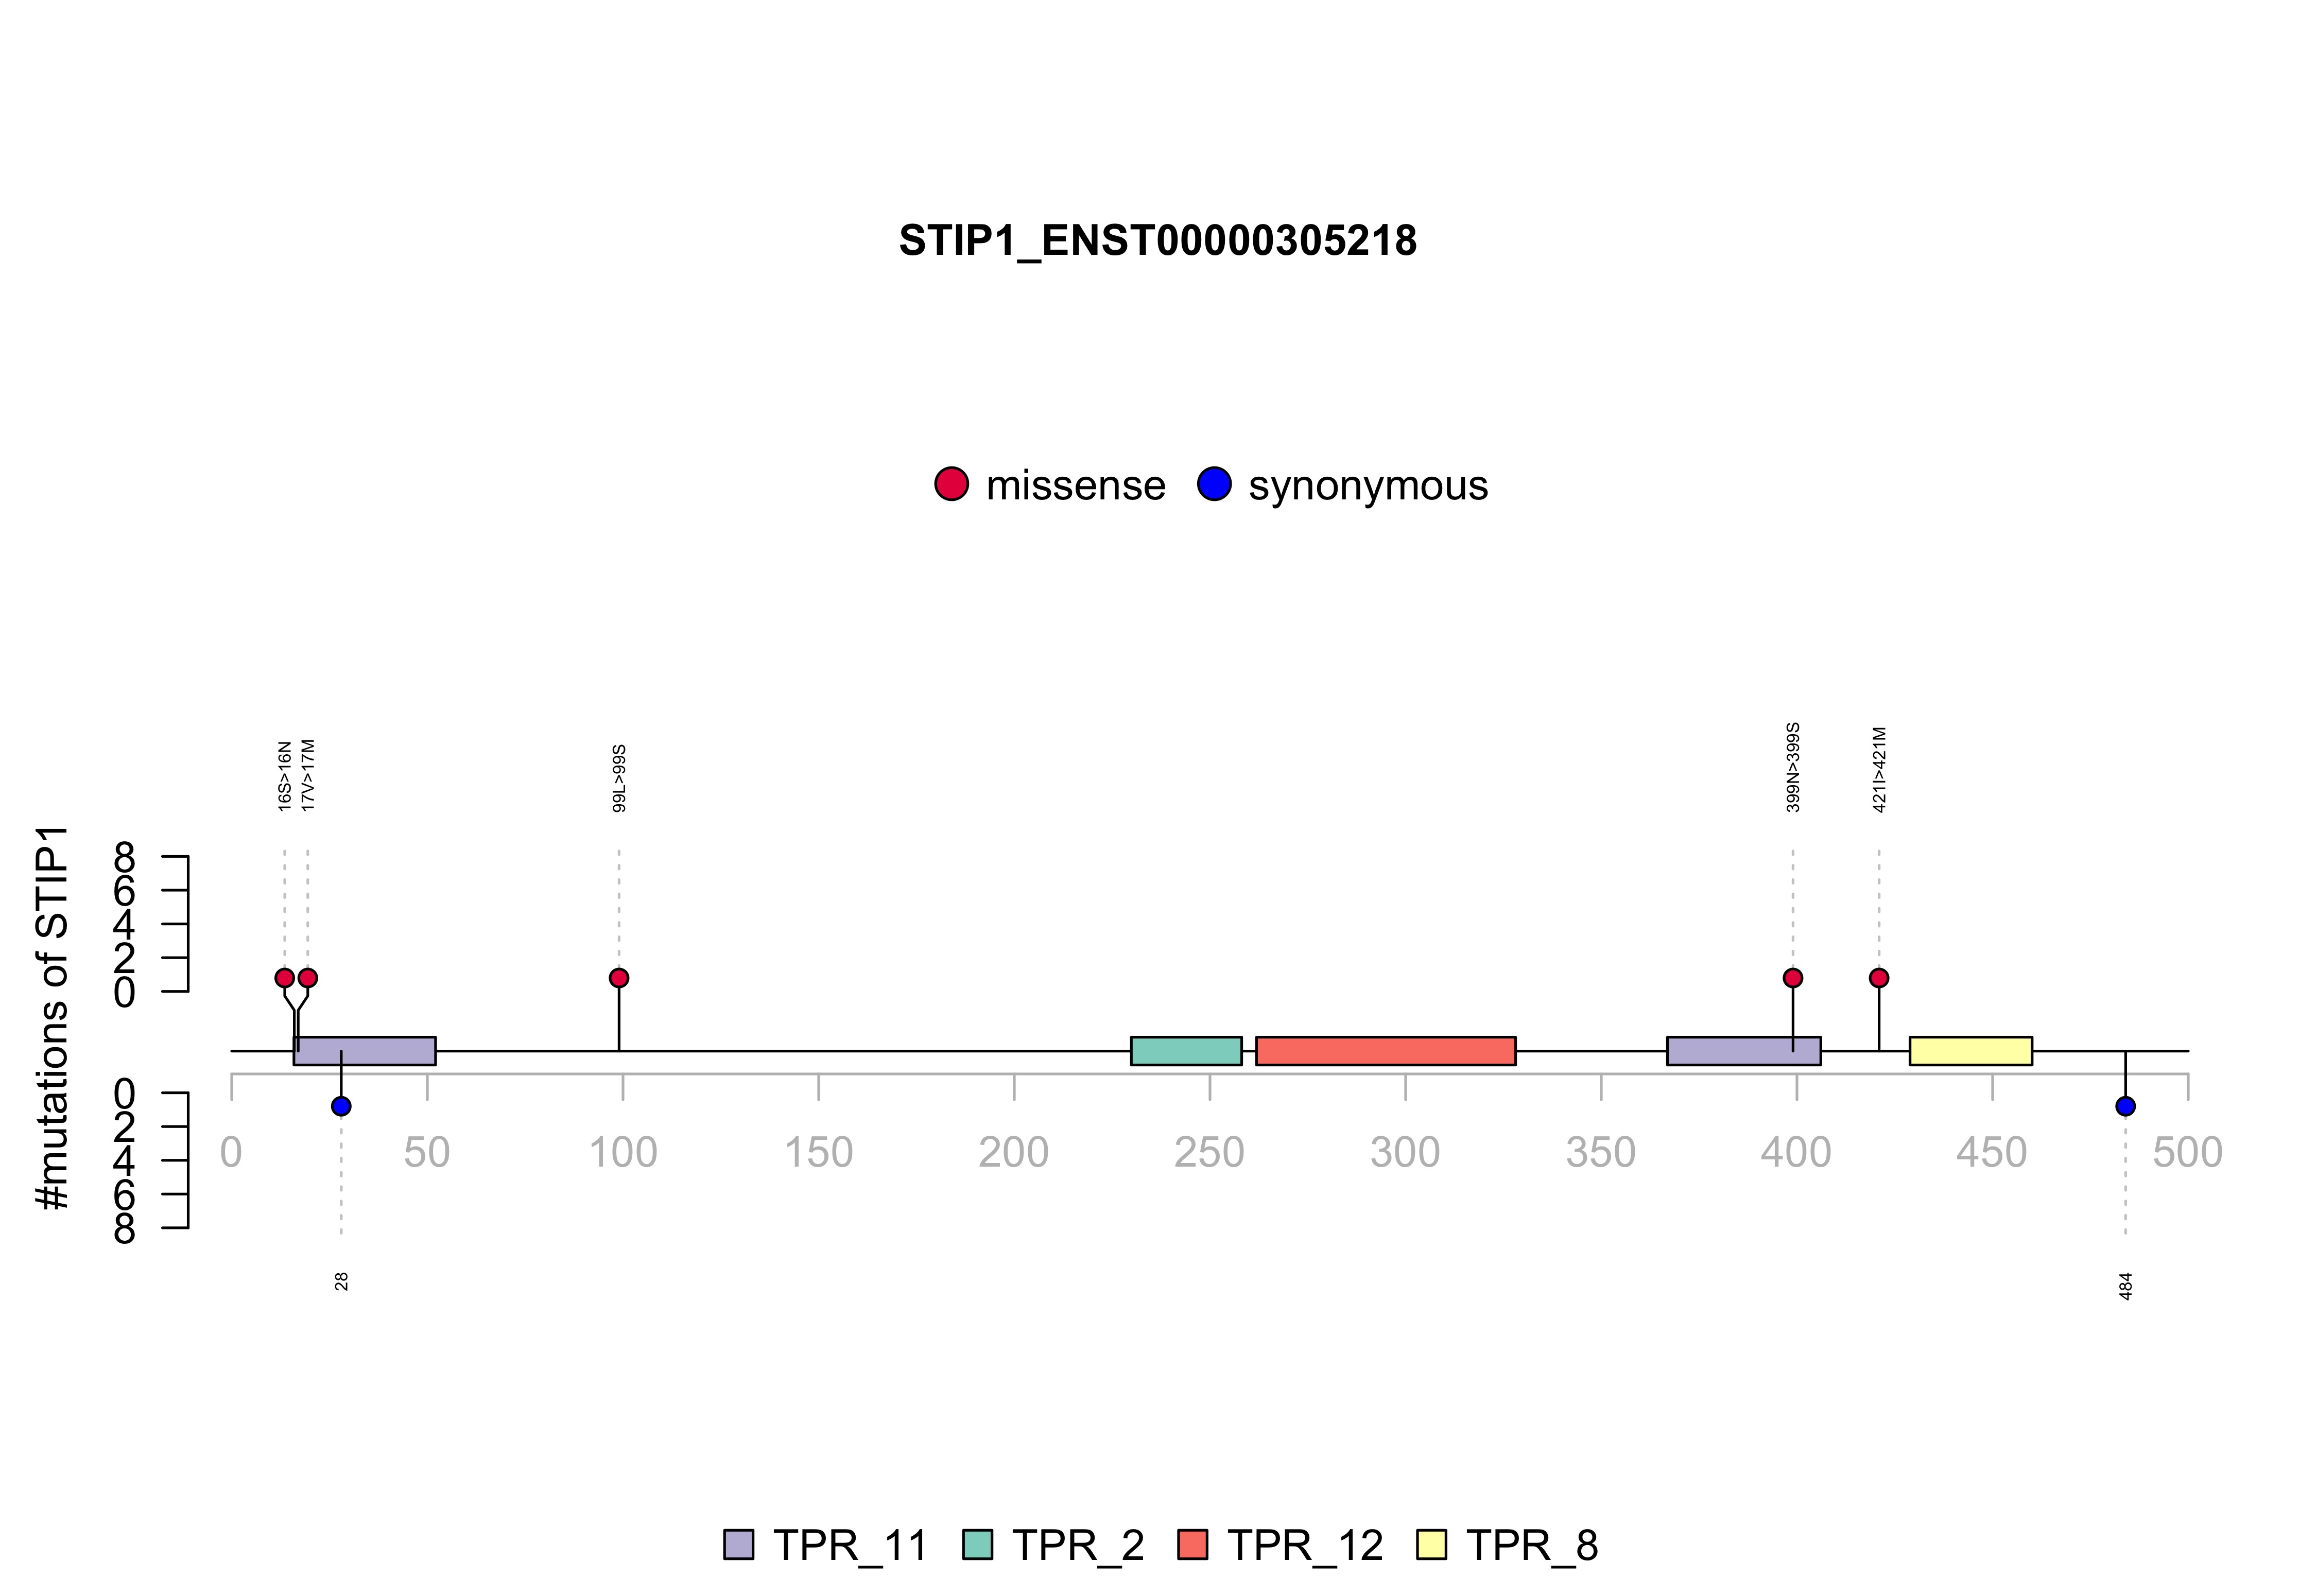 STIP1_ENST00000305218
missense synonymous
16S>16N
17V>17M
99L>99S
399N>399S
421I>421M
#mutations of STIP1
8
6
4
2
0
0
2
4
6
8
0 50 100 150 200 250 300 350 400 450 500
28
484
TPR_11 TPR_2 TPR_12 TPR_8